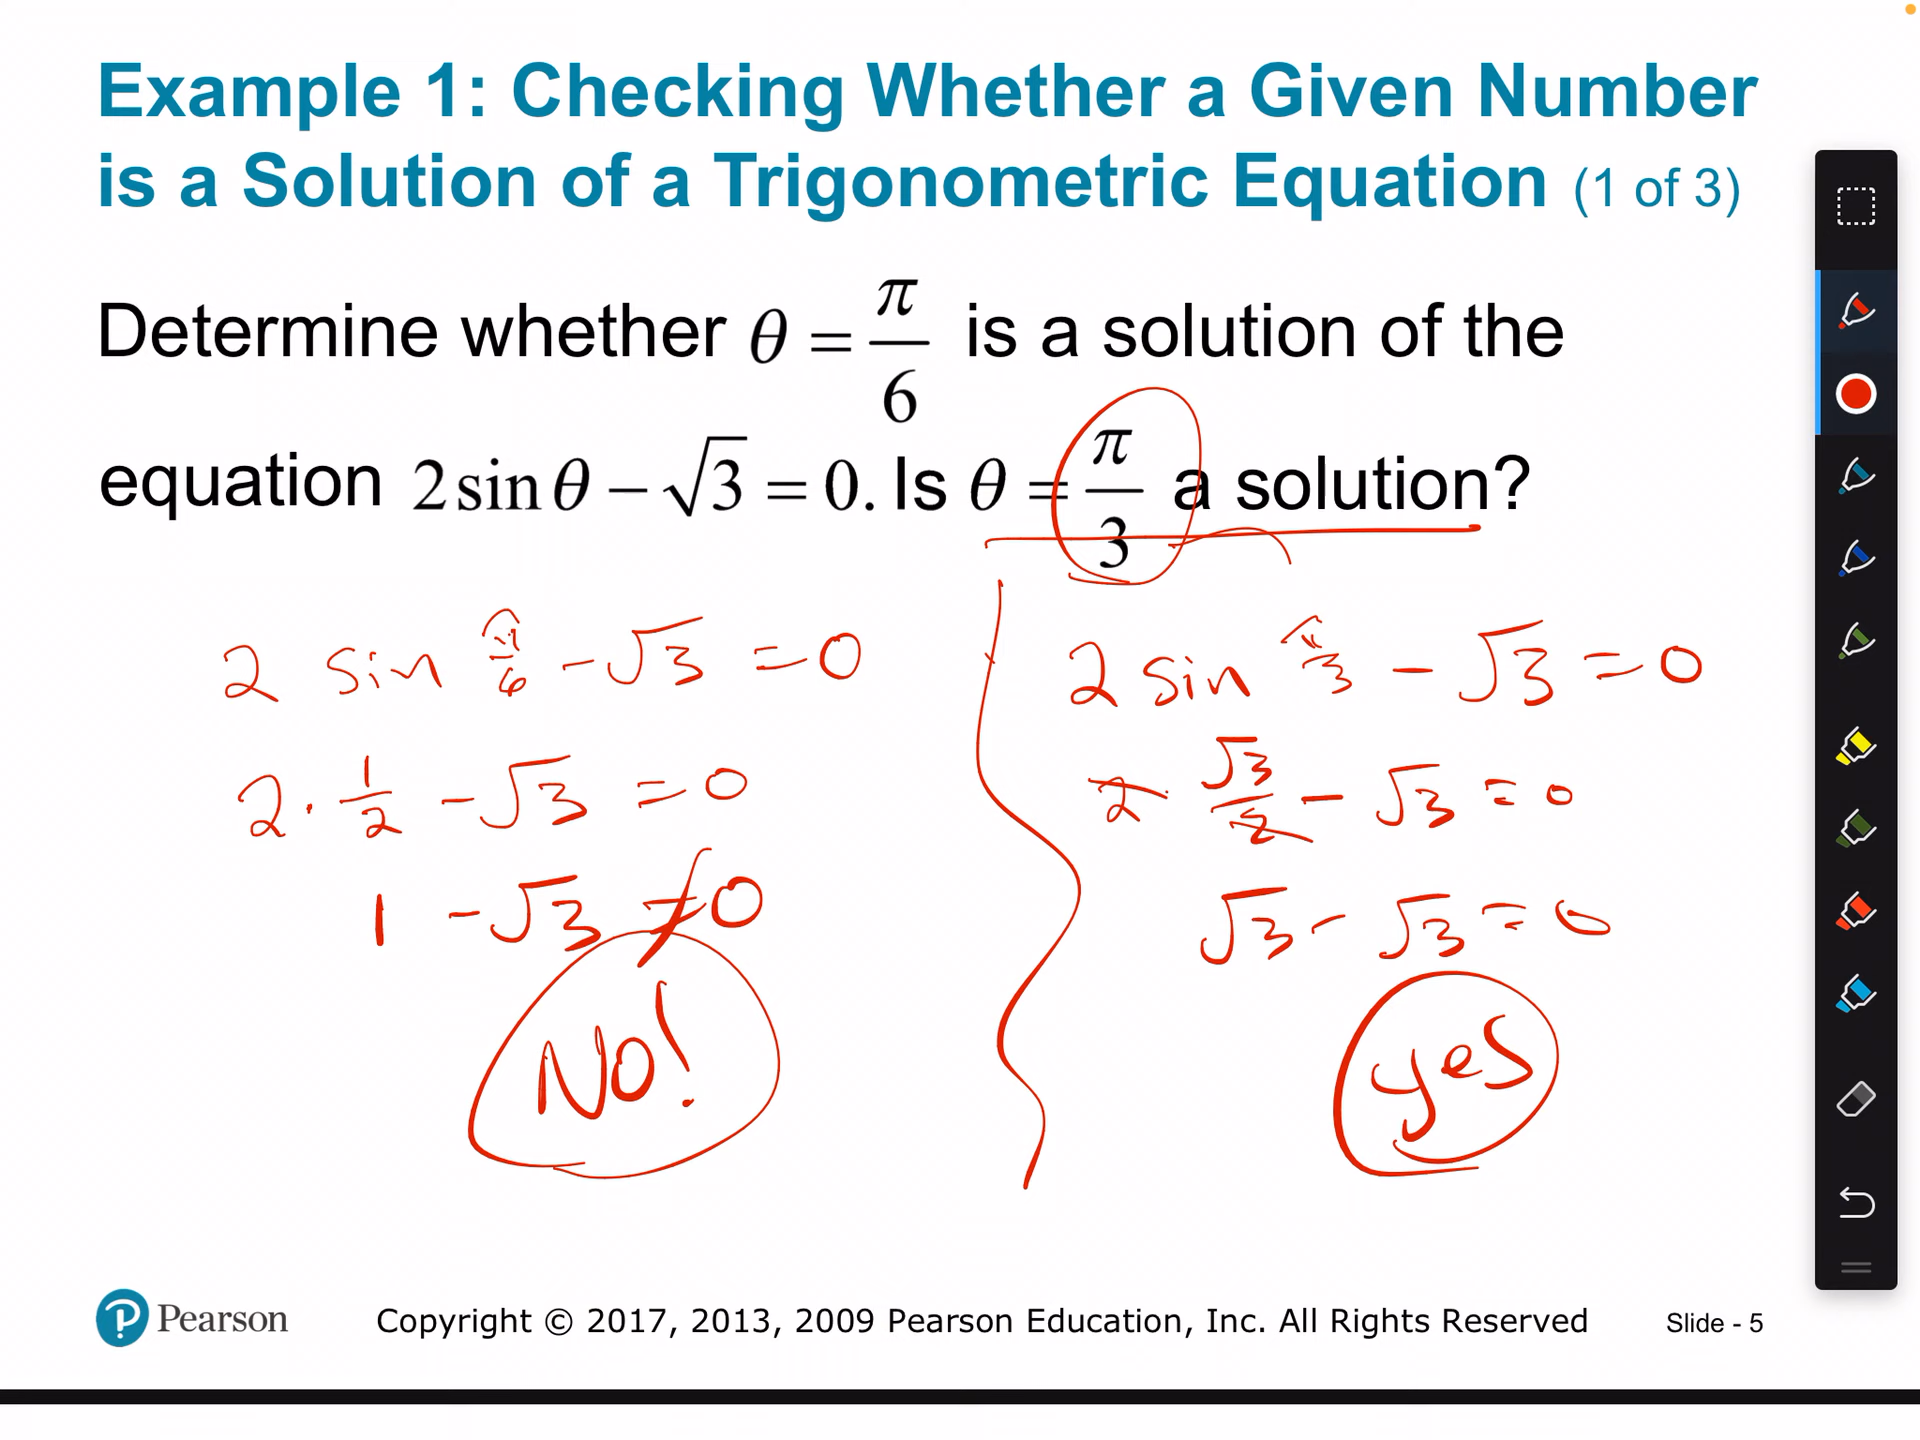 Example 1: Checking Whether a Given Number
is a Solution of a Trigonometric Equation (1 of 3)
Determine whether θ = π/6 is a solution of the
equation 2 sin θ − √3 = 0. Is θ = π/3 a solution?
2 sin π/6 − √3 = 0
2 · 1/2 − √3 = 0
1 − √3 ≠ 0
No!
2 sin π/3 − √3 = 0
2 · √3/2 − √3 = 0
√3 − √3 = 0
yes
Pearson
Copyright © 2017, 2013, 2009 Pearson Education, Inc. All Rights Reserved
Slide - 5